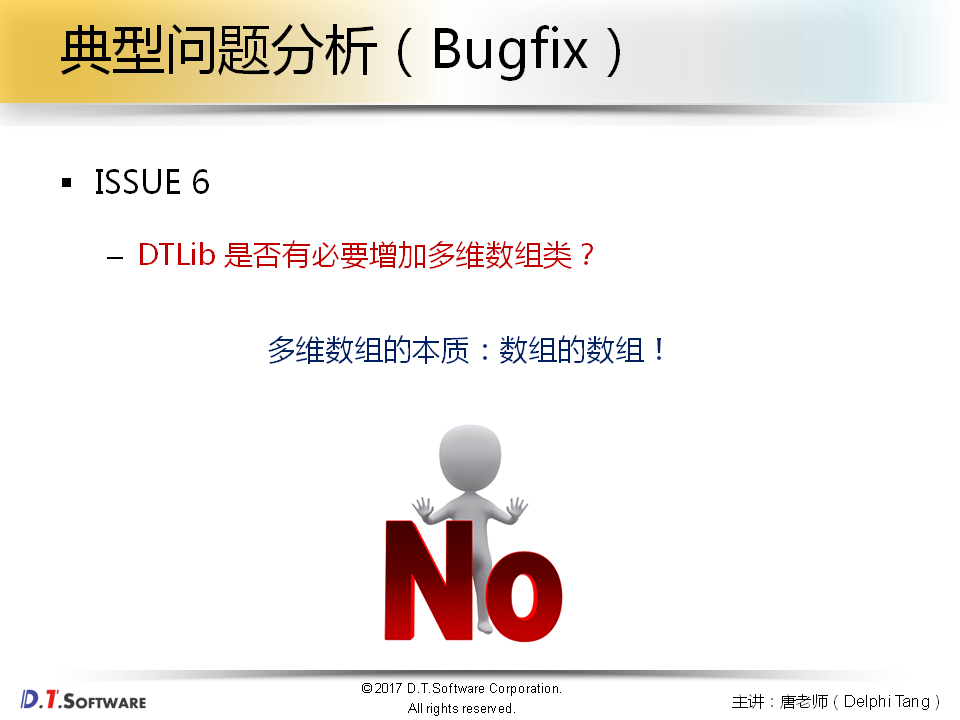 典型问题分析（Bugfix）
ISSUE 6
– DTLib 是否有必要增加多维数组类？
多维数组的本质：数组的数组！
No
D.T.SOFTWARE
©2017 D.T.Software Corporation.
All rights reserved.
主讲：唐老师（Delphi Tang）